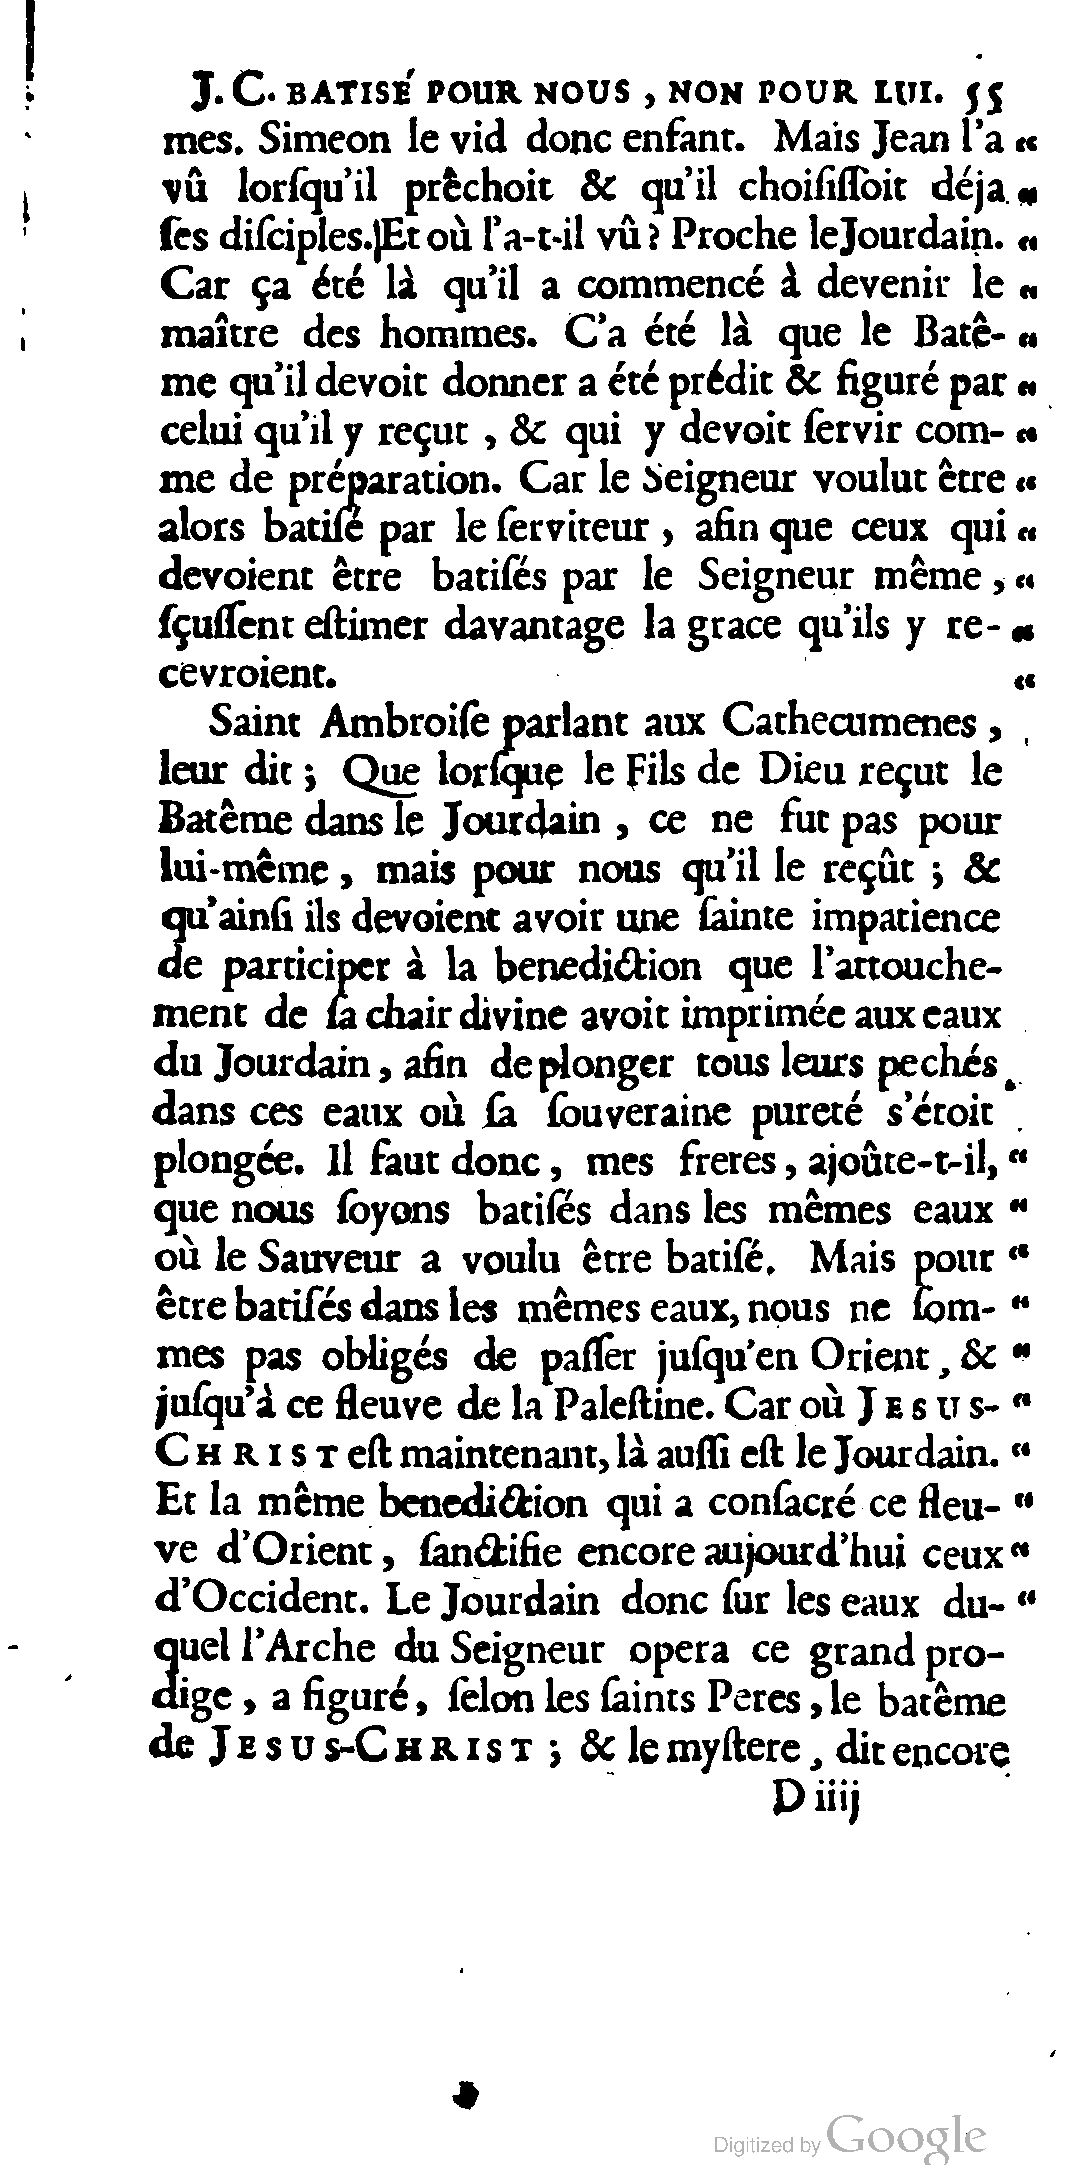 J. C. BATISÉ POUR NOUS , NON POUR LUI. 55
mes. Simeon le vid donc enfant. Mais Jean l'a “
vû lorſqu'il prêchoit & qu'il choiſiſſoit déja “
ſes diſciples. Et où l'a-t-il vû ? Proche le Jourdain. “
Car ça été là qu'il a commencé à devenir le “
maître des hommes. C'a été là que le Batê- “
me qu'il devoit donner a été prédit & figuré par “
celui qu'il y reçut , & qui y devoit ſervir com- “
me de préparation. Car le Seigneur voulut être “
alors batiſé par le ſerviteur , afin que ceux qui “
devoient être batiſés par le Seigneur même , “
ſçuſſent eſtimer davantage la grace qu'ils y re- “
cevroient. “
Saint Ambroiſe parlant aux Cathecumenes ,
leur dit ; Que lorſque le Fils de Dieu reçut le
Batême dans le Jourdain , ce ne fut pas pour
lui-même , mais pour nous qu'il le reçût ; &
qu'ainſi ils devoient avoir une ſainte impatience
de participer à la benediction que l'attouche-
ment de ſa chair divine avoit imprimée aux eaux
du Jourdain , afin de plonger tous leurs pechés
dans ces eaux où ſa ſouveraine pureté s'étoit
plongée. Il faut donc , mes freres , ajoûte-t-il, “
que nous ſoyons batiſés dans les mêmes eaux “
où le Sauveur a voulu être batiſé. Mais pour “
être batiſés dans les mêmes eaux, nous ne ſom- “
mes pas obligés de paſſer juſqu'en Orient , & “
juſqu'à ce fleuve de la Paleſtine. Car où JESUS- “
CHRIST eſt maintenant, là auſſi eſt le Jourdain. “
Et la même benediction qui a conſacré ce fleu- “
ve d'Orient , ſanctifie encore aujourd'hui ceux “
d'Occident. Le Jourdain donc ſur les eaux du- “
quel l'Arche du Seigneur opera ce grand pro-
dige , a figuré , ſelon les ſaints Peres , le batême
de JESUS-CHRIST ; & le myſtere , dit encore
D iiij
Digitized by Google